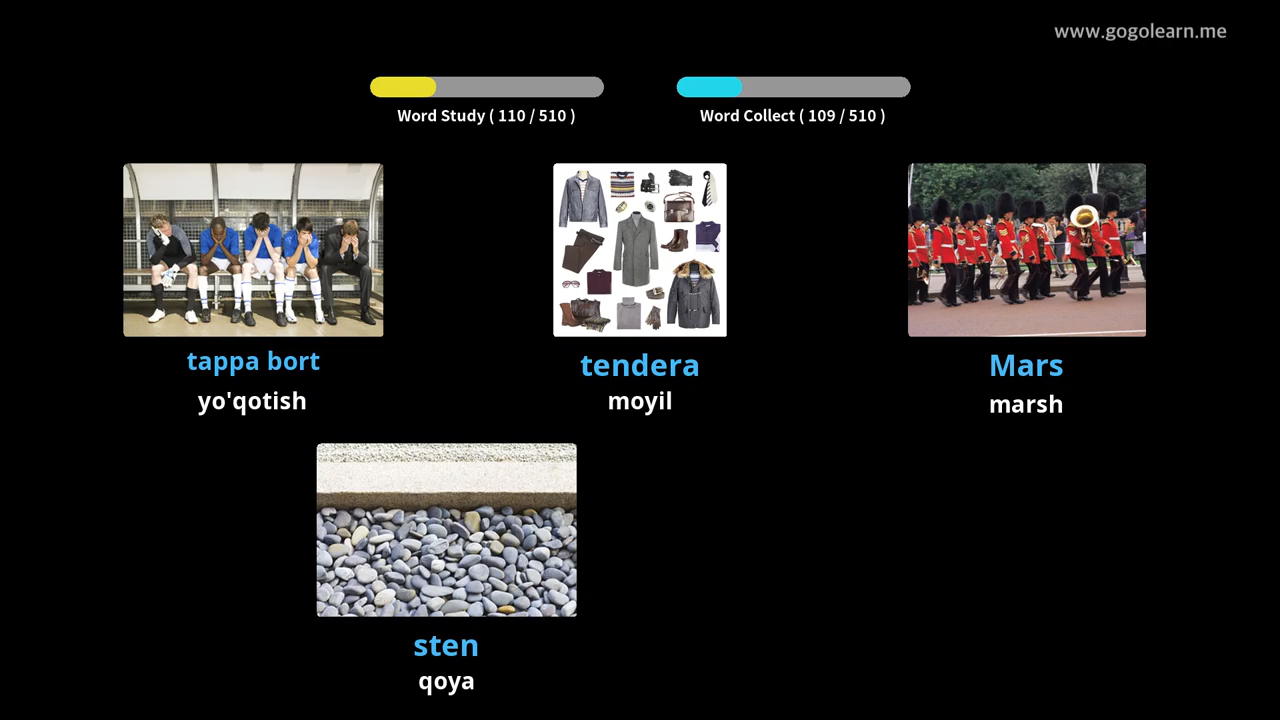 www.gogolearn.me
Word Study ( 110 / 510 )
Word Collect ( 109 / 510 )
tappa bort
yo'qotish
tendera
moyil
Mars
marsh
sten
qoya